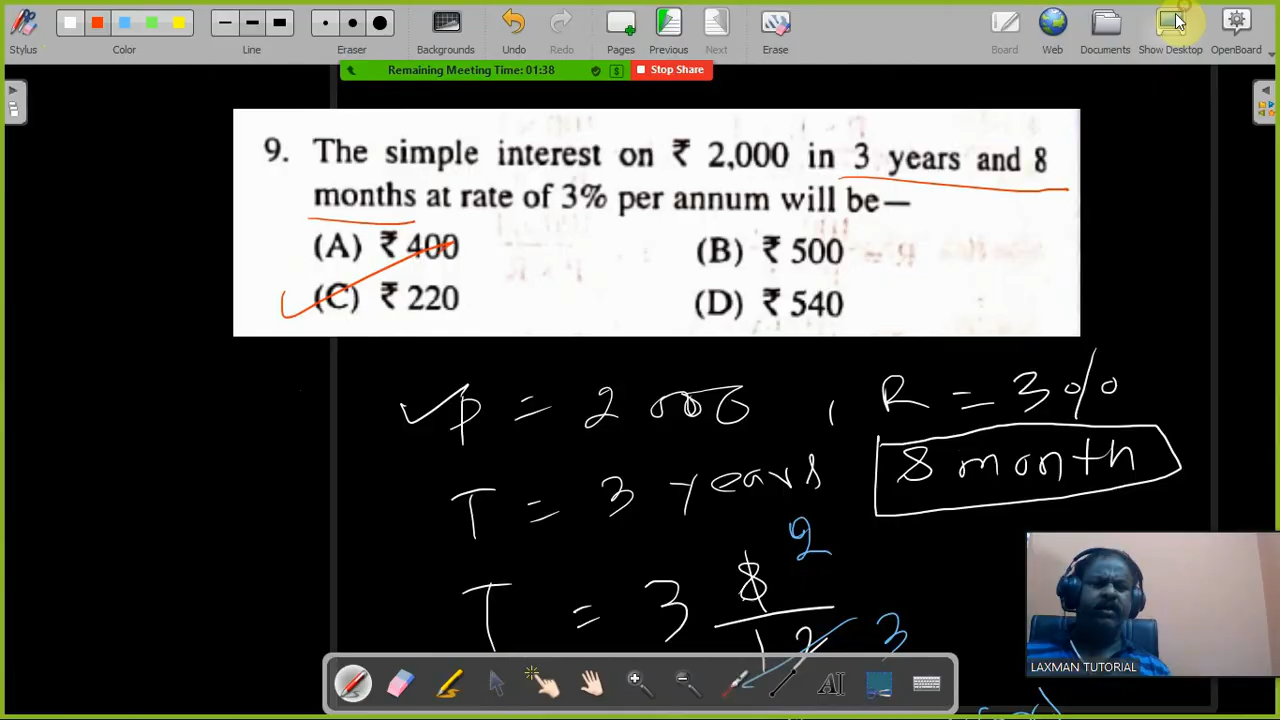 Stylus
Color
Line
Eraser
Backgrounds
Undo
Redo
Pages
Previous
Next
Erase
Board
Web
Documents
Show Desktop
OpenBoard
Remaining Meeting Time: 01:38
$
Stop Share
9. The simple interest on ₹ 2,000 in 3 years and 8
months at rate of 3% per annum will be—
(A) ₹ 400
(B) ₹ 500
(C) ₹ 220
(D) ₹ 540
P = 2000 , R = 3%
T = 3 years 8 month
2
T = 3 8
12 3
LAXMAN TUTORIAL
AI